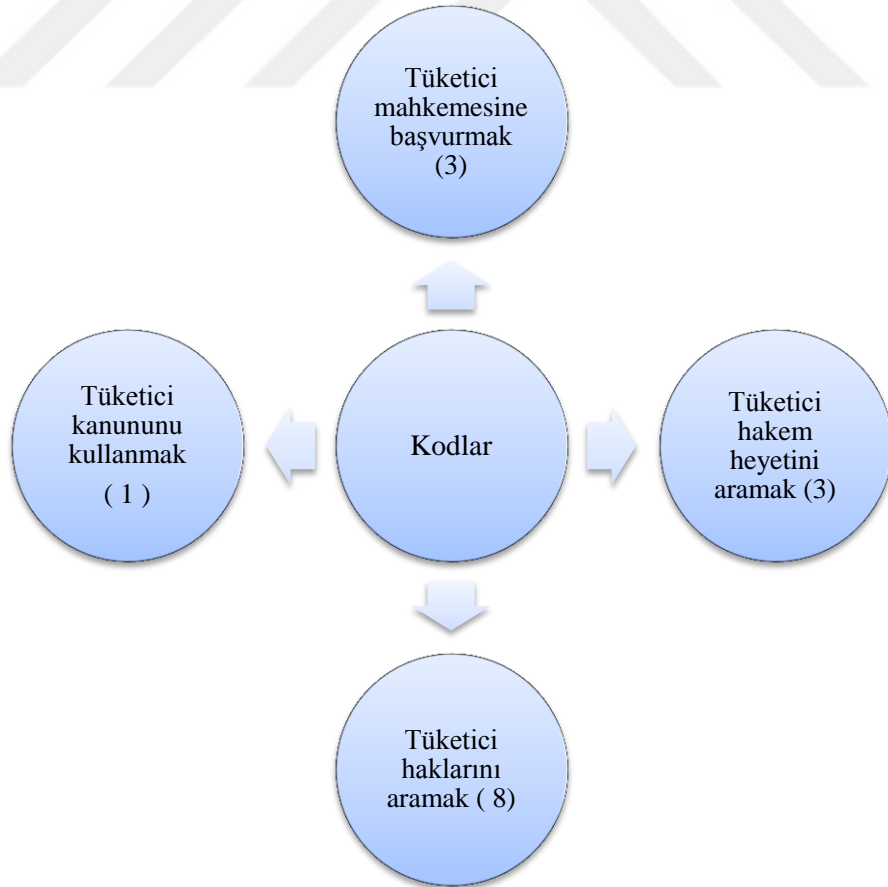 Tüketici
mahkemesine
başvurmak
(3)
Tüketici
kanununu
kullanmak
( 1 )
Kodlar
Tüketici
hakem
heyetini
aramak (3)
Tüketici
haklarını
aramak ( 8)